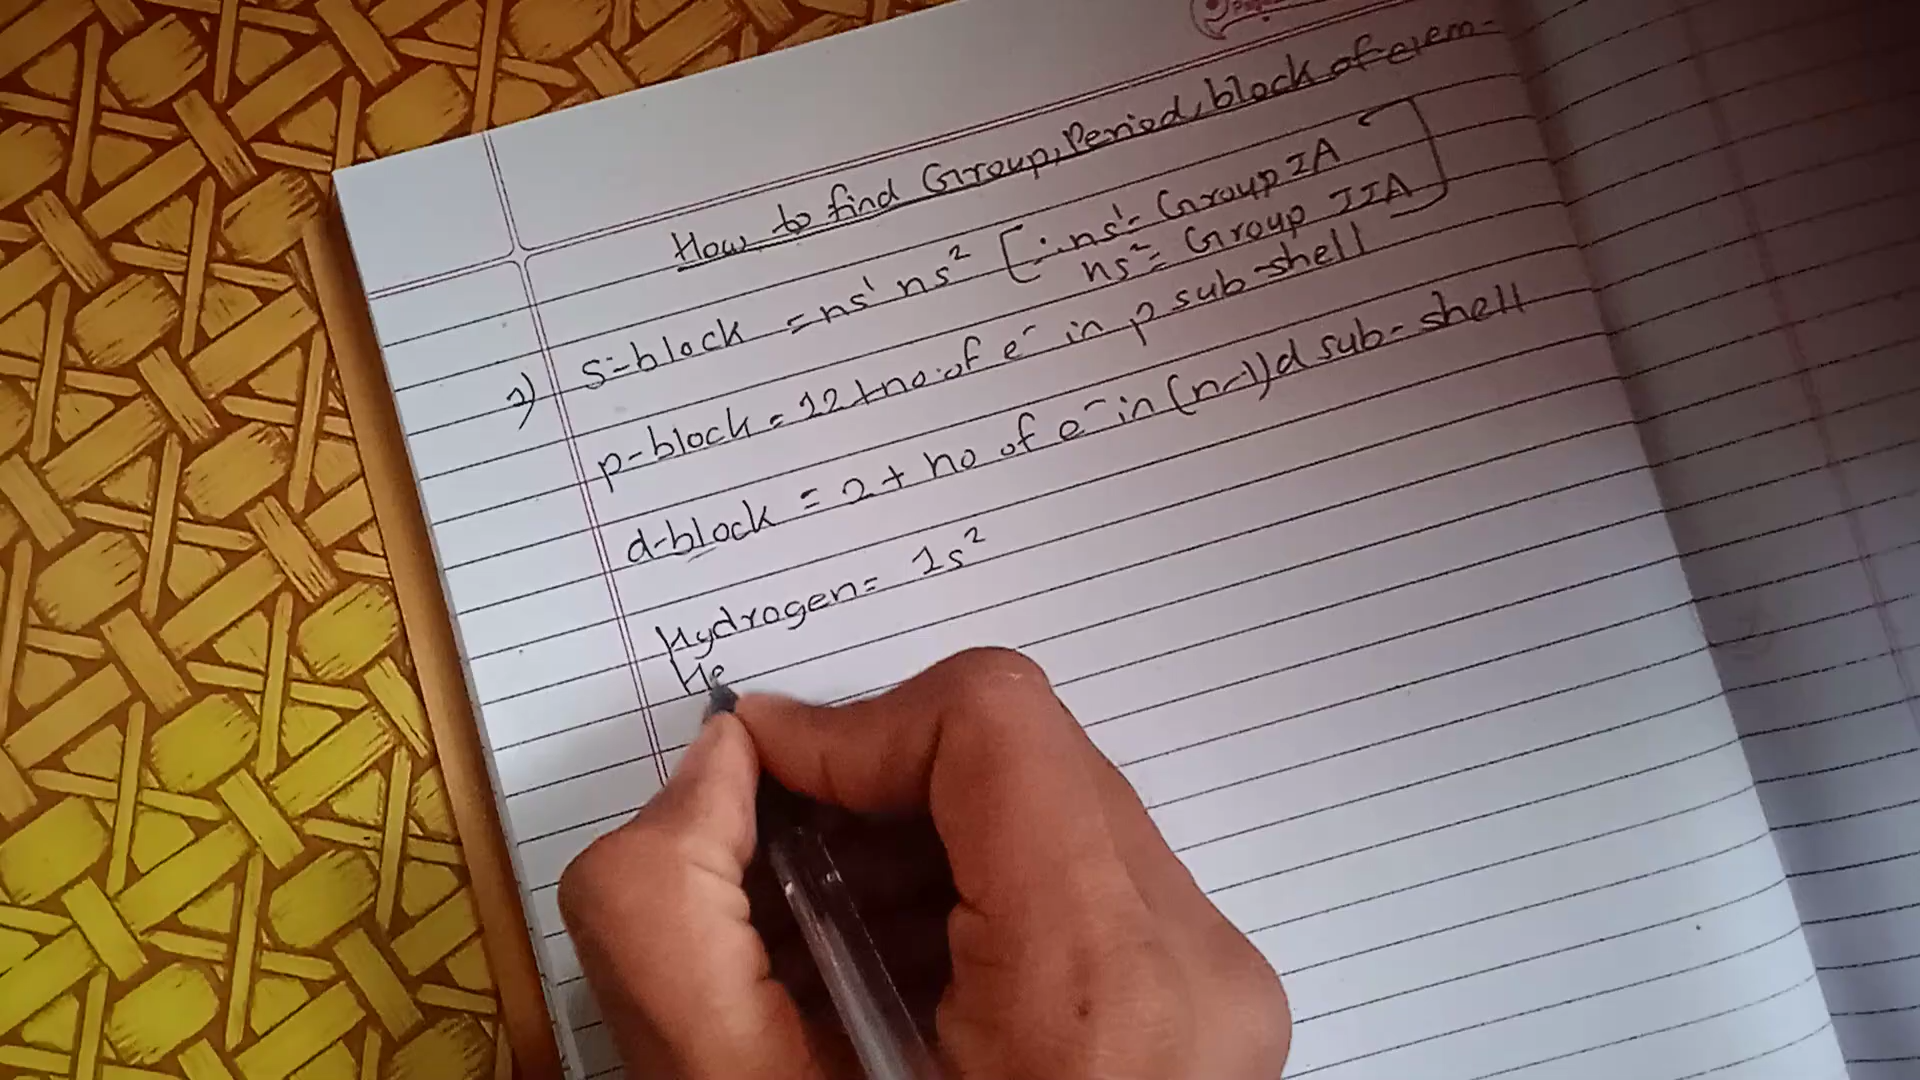 How to find Group, Period, block of elem-
1) s-block = ns¹ ns² [∴ ns¹= Group IA
ns²= Group IIA]
p-block = 12+no.of e⁻ in p sub-shell
d-block = 2+ no of e⁻ in (n-1)d sub-shell
Hydrogen= 1s²
He